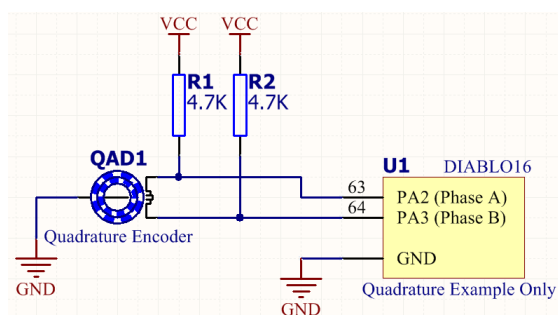 VCC VCC
R1 R2
4.7K 4.7K
QAD1
U1 DIABLO16
63 PA2 (Phase A)
64 PA3 (Phase B)
Quadrature Encoder
GND
GND
Quadrature Example Only
GND